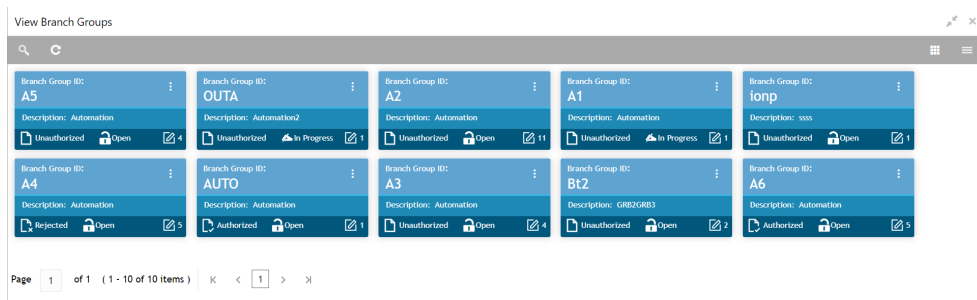 View Branch Groups
Branch Group ID: Branch Group ID: Branch Group ID: Branch Group ID: Branch Group ID:
A5 OUTA A2 A1 ionp
Description: Automation Description: Automation2 Description: Automation Description: Automation Description: ssss
Unauthorized Open 4 Unauthorized In Progress 1 Unauthorized Open 11 Unauthorized In Progress 1 Unauthorized Open 1
Branch Group ID: Branch Group ID: Branch Group ID: Branch Group ID: Branch Group ID:
A4 AUTO A3 Bt2 A6
Description: Automation Description: Automation Description: Automation Description: GRB2GRB3 Description: Automation
Rejected Open 5 Authorized Open 1 Unauthorized Open 4 Unauthorized Open 2 Authorized Open 5
Page 1 of 1 ( 1 - 10 of 10 items ) 1